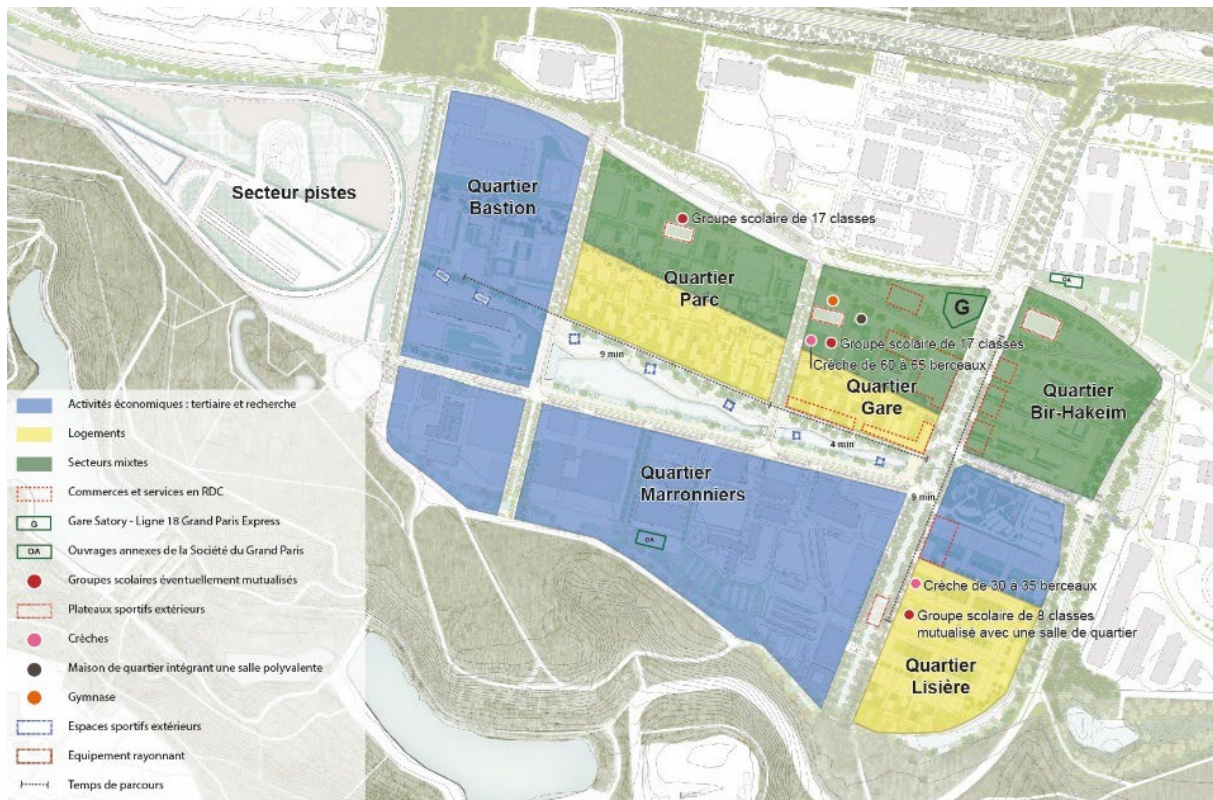 OA
Secteur pistes
Quartier
Bastion
Groupe scolaire de 17 classes
Quartier
Parc
G
Groupe scolaire de 17 classes
Crèche de 60 à 65 berceaux
Quartier
Gare
Quartier
Bir-Hakeim
9 min
4 min
9 min
Quartier
Marronniers
OA
Crèche de 30 à 35 berceaux
Groupe scolaire de 8 classes
mutualisé avec une salle de quartier
Quartier
Lisière
Activités économiques : tertiaire et recherche
Logements
Secteurs mixtes
Commerces et services en RDC
G
Gare Satory - Ligne 18 Grand Paris Express
OA
Ouvrages annexes de la Société du Grand Paris
Groupes scolaires éventuellement mutualisés
Plateaux sportifs extérieurs
Crèches
Maison de quartier intégrant une salle polyvalente
Gymnase
Espaces sportifs extérieurs
Equipement rayonnant
Temps de parcours